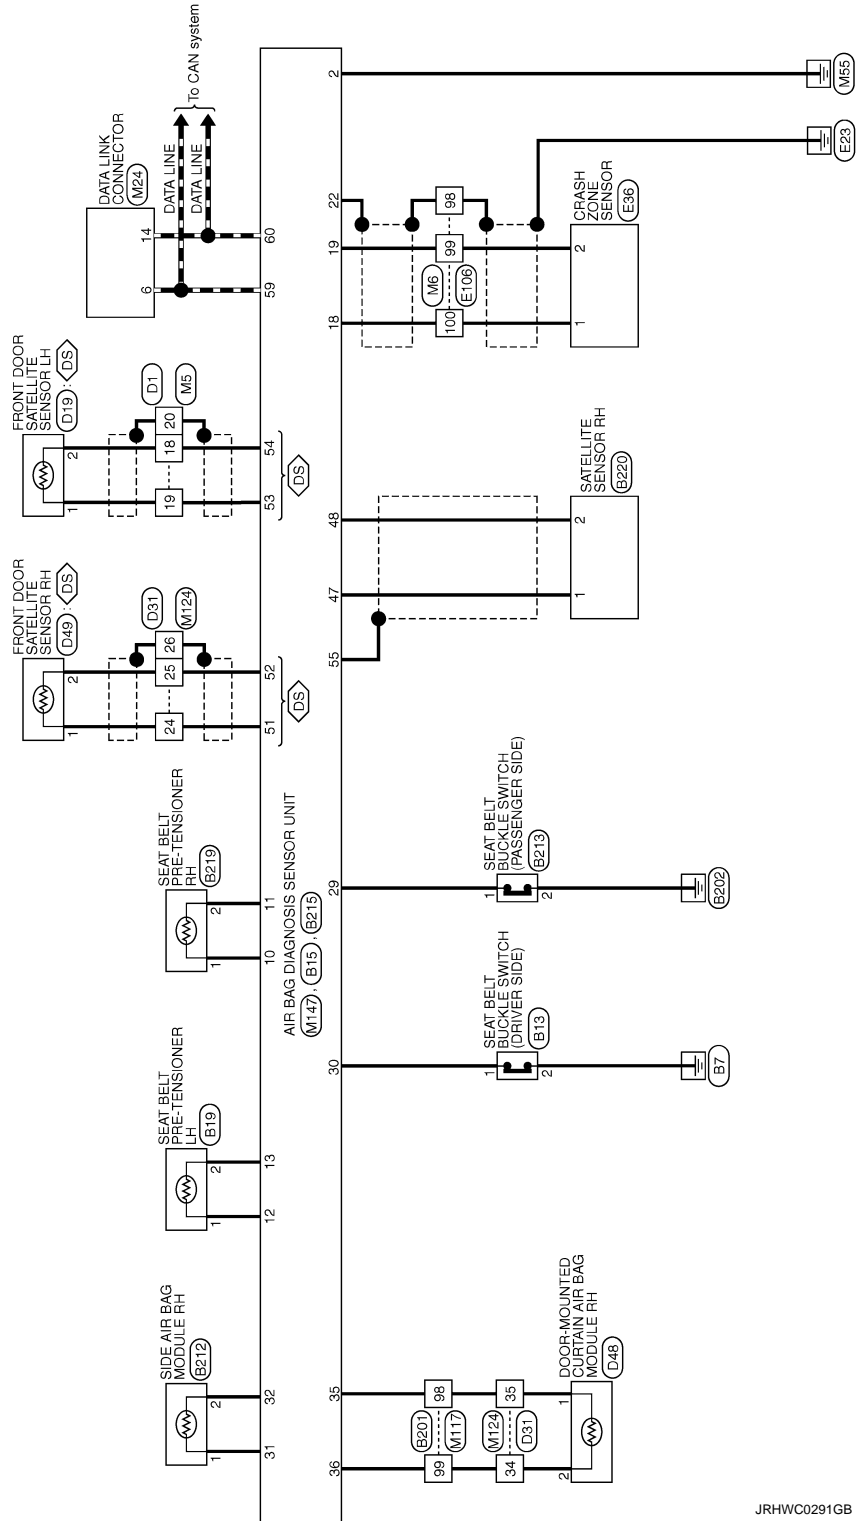 To CAN system
DATA LINE
DATA LINE
DATA LINK
CONNECTOR
M24
14
6
60
59
FRONT DOOR
SATELLITE
SENSOR LH
D19 : DS
2
1
D1
M5
20
18
19
54
53
DS
FRONT DOOR
SATELLITE
SENSOR RH
D49 : DS
2
1
D31
M124
26
25
24
52
51
DS
SEAT BELT
PRE-TENSIONER
RH
B219
2
1
11
10
SEAT BELT
PRE-TENSIONER
LH
B19
2
1
13
12
SIDE AIR BAG
MODULE RH
B212
2
1
32
31
AIR BAG DIAGNOSIS SENSOR UNIT
M147 , B15 , B215
2
M55
E23
22
19
18
98
99
100
M6
E106
CRASH
ZONE
SENSOR
E36
2
1
48
47
55
SATELLITE
SENSOR RH
B220
2
1
29
SEAT BELT
BUCKLE SWITCH
(PASSENGER SIDE)
B213
1
2
B202
30
SEAT BELT
BUCKLE SWITCH
(DRIVER SIDE)
B13
1
2
B7
35
36
98
99
B201
M117
35
34
M124
D31
DOOR-MOUNTED
CURTAIN AIR BAG
MODULE RH
D48
1
2
JRHWC0291GB